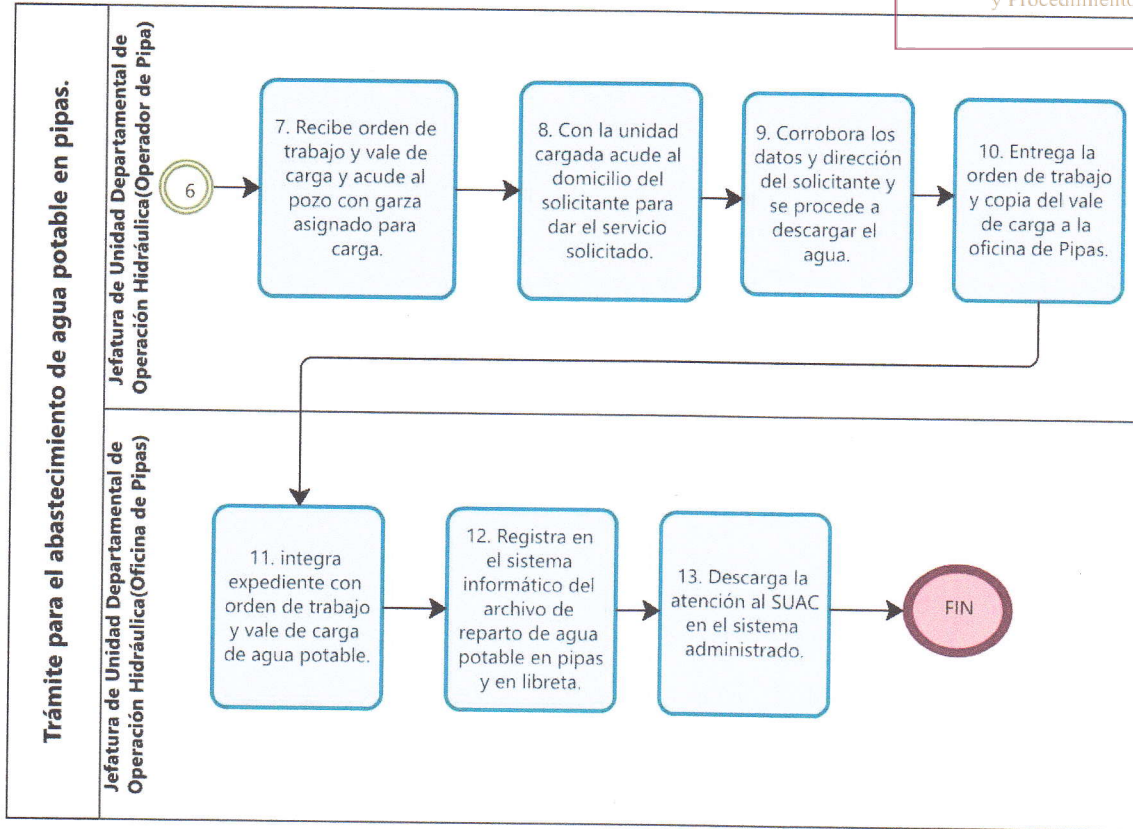 y Procedimiento
Trámite para el abastecimiento de agua potable en pipas.
Jefatura de Unidad Departamental de
Operación Hidráulica(Operador de Pipa)
6
7. Recibe orden de
trabajo y vale de
carga y acude al
pozo con garza
asignado para
carga.
8. Con la unidad
cargada acude al
domicilio del
solicitante para
dar el servicio
solicitado.
9. Corrobora los
datos y dirección
del solicitante y
se procede a
descargar el
agua.
10. Entrega la
orden de trabajo
y copia del vale
de carga a la
oficina de Pipas.
Jefatura de Unidad Departamental de
Operación Hidráulica(Oficina de Pipas)
11. integra
expediente con
orden de trabajo
y vale de carga
de agua potable.
12. Registra en
el sistema
informático del
archivo de
reparto de agua
potable en pipas
y en libreta.
13. Descarga la
atención al SUAC
en el sistema
administrado.
FIN